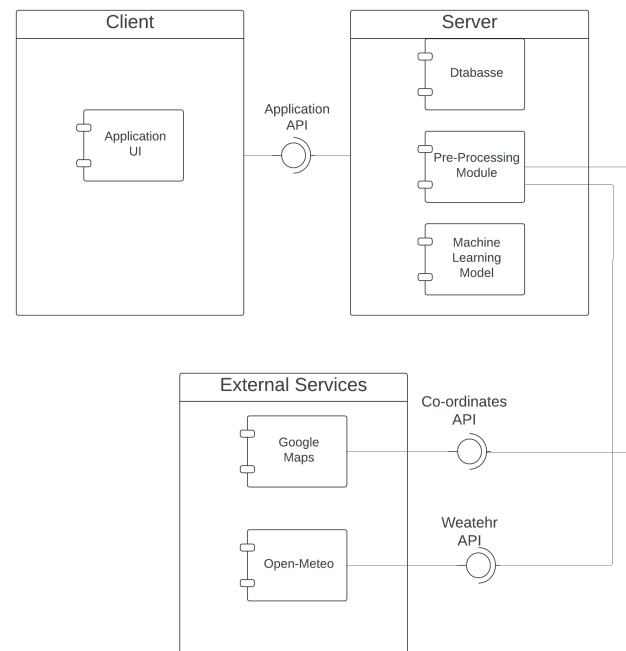 Client
Server
Application
UI
Application
API
Dtabasse
Pre-Processing
Module
Machine
Learning
Model
External Services
Google
Maps
Co-ordinates
API
Open-Meteo
Weatehr
API